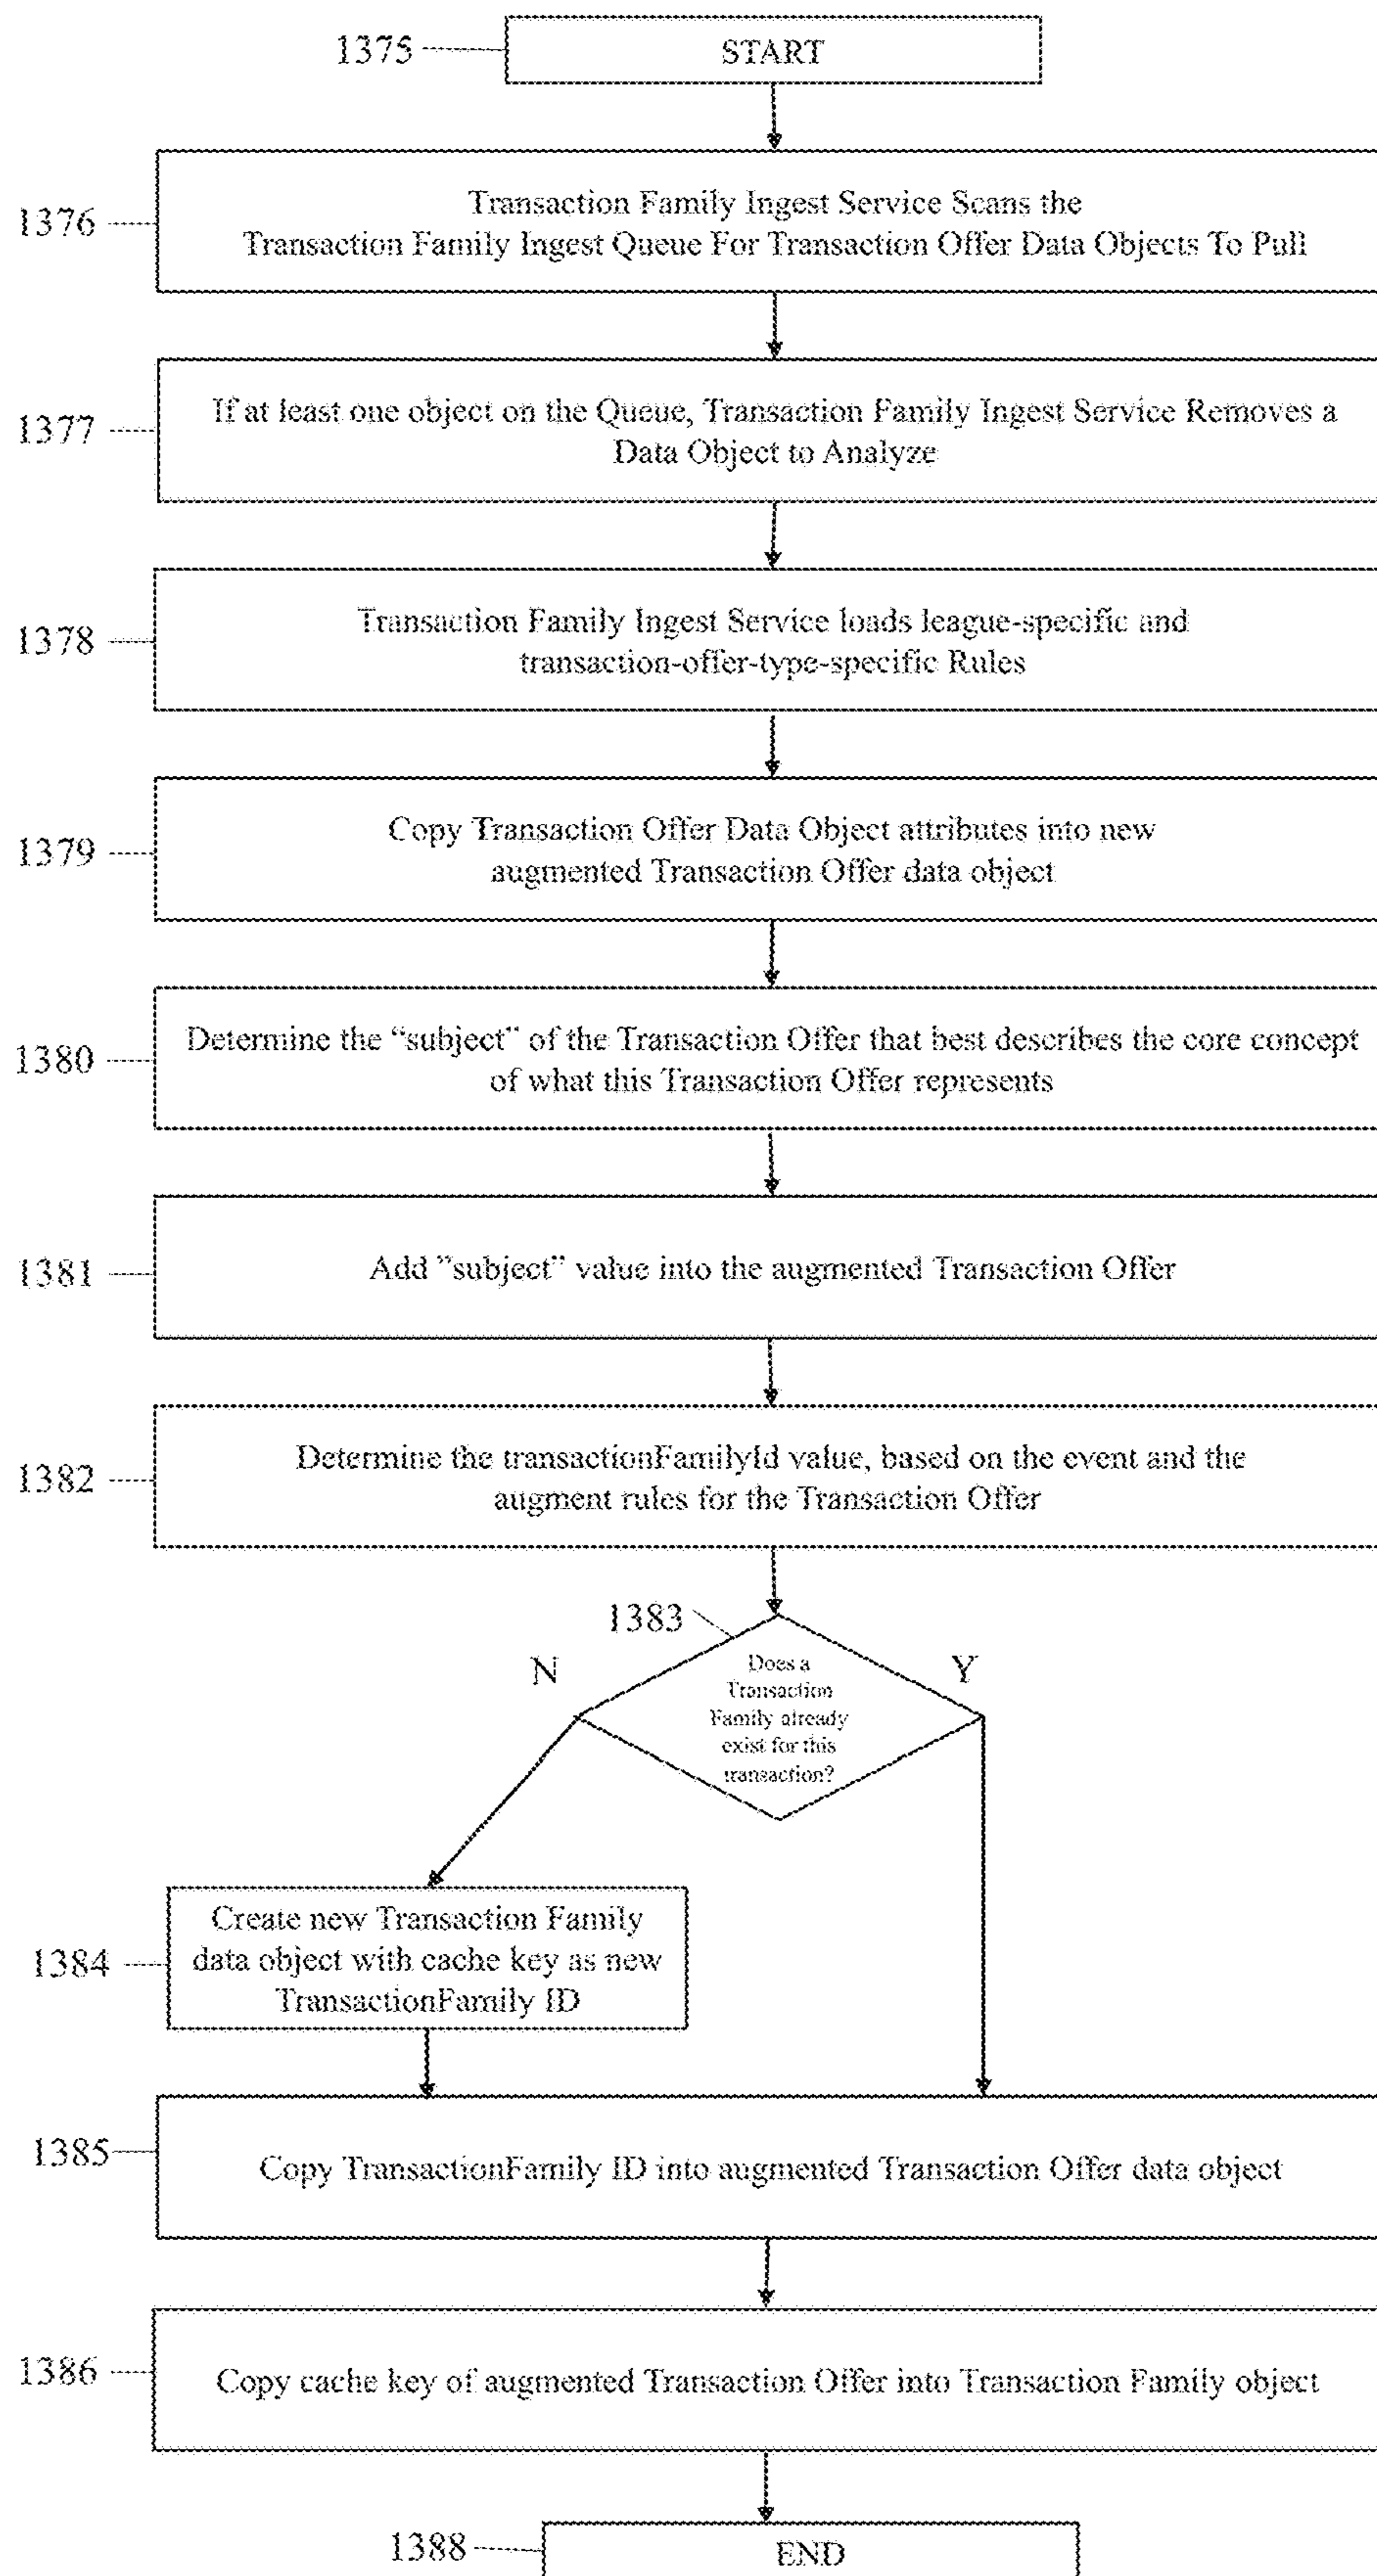 1375
START
1376
Transaction Family Ingest Service Scans the
Transaction Family Ingest Queue For Transaction Offer Data Objects To Pull
1377
If at least one object on the Queue, Transaction Family Ingest Service Removes a
Data Object to Analyze
1378
Transaction Family Ingest Service loads league-specific and
transaction-offer-type-specific Rules
1379
Copy Transaction Offer Data Object attributes into new
augmented Transaction Offer data object
1380
Determine the “subject” of the Transaction Offer that best describes the core concept
of what this Transaction Offer represents
1381
Add ”subject” value into the augmented Transaction Offer
1382
Determine the transactionFamilyId value, based on the event and the
augment rules for the Transaction Offer
1383
N
Y
Does a
Transaction
Family already
exist for this
transaction?
1384
Create new Transaction Family
data object with cache key as new
TransactionFamily ID
1385
Copy TransactionFamily ID into augmented Transaction Offer data object
1386
Copy cache key of augmented Transaction Offer into Transaction Family object
1388
END